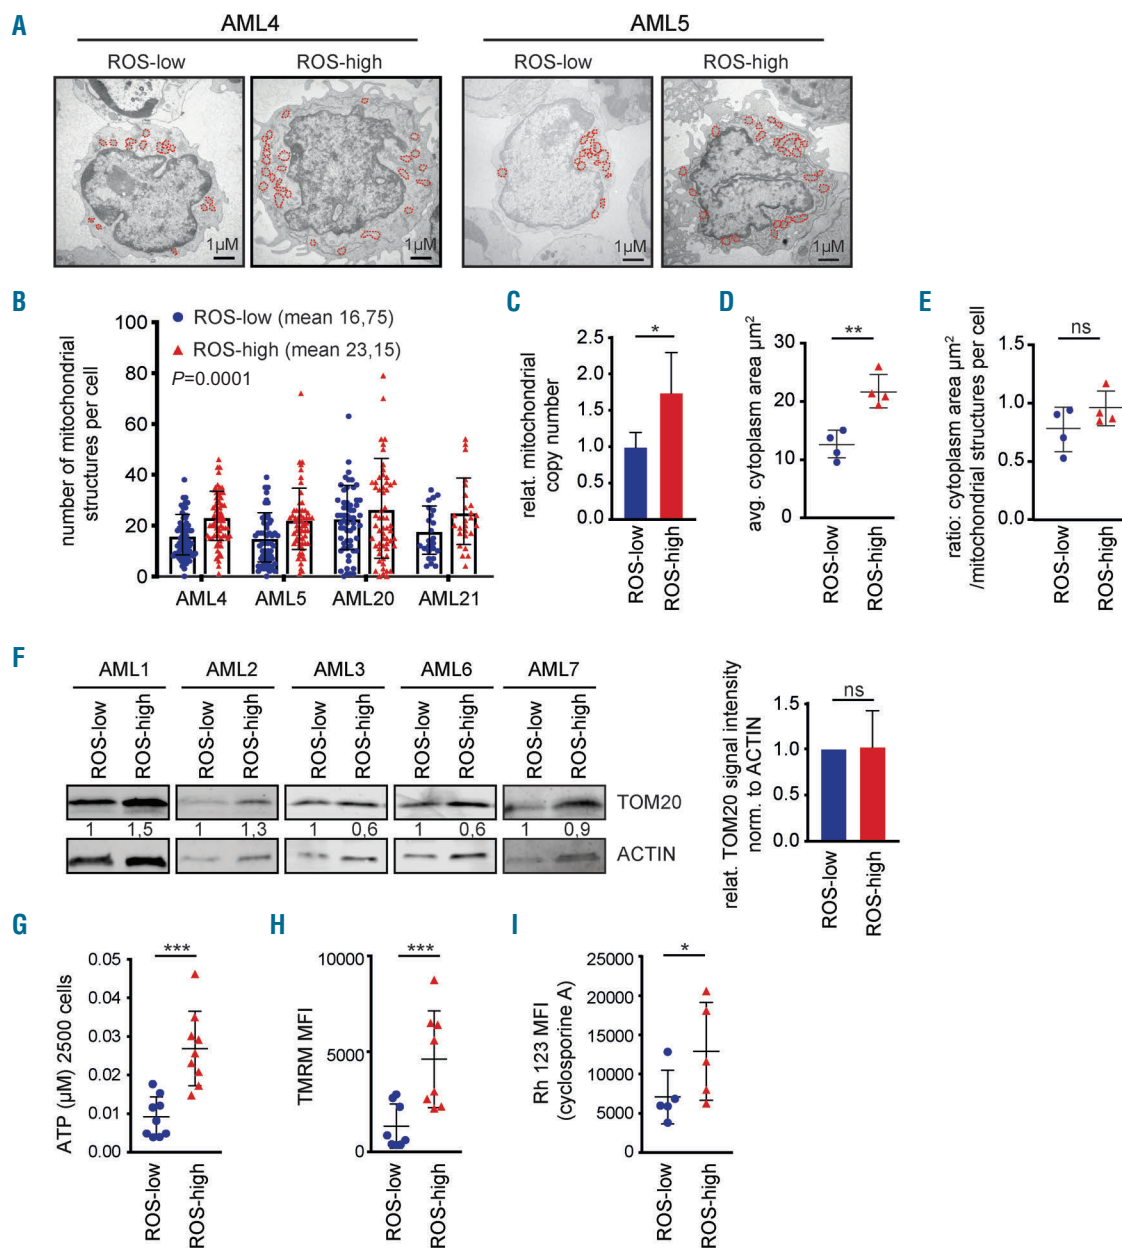 A
AML4
AML5
ROS-low
ROS-high
ROS-low
ROS-high
1µM
1µM
1µM
1µM
B
number of mitochondrial
structures per cell
100
80
60
40
20
0
ROS-low (mean 16,75)
ROS-high (mean 23,15)
P=0.0001
AML4
AML5
AML20
AML21
C
relat. mitochondrial
copy number
2.5
2.0
1.5
1.0
0.5
0.0
*
ROS-low
ROS-high
D
avg. cytoplasm area µm²
30
20
10
0
**
ROS-low
ROS-high
E
ratio: cytoplasm area µm²
/mitochondrial structures per cell
1.5
1.0
0.5
0.0
ns
ROS-low
ROS-high
F
AML1
AML2
AML3
AML6
AML7
ROS-low
ROS-high
ROS-low
ROS-high
ROS-low
ROS-high
ROS-low
ROS-high
ROS-low
ROS-high
TOM20
1 1,5 1 1,3 1 0,6 1 0,6 1 0,9
ACTIN
relat. TOM20 signal intensity
norm. to ACTIN
1.5
1.0
0.5
0.0
ns
ROS-low
ROS-high
G
ATP (µM) 2500 cells
0.05
0.04
0.03
0.02
0.01
0.00
***
ROS-low
ROS-high
H
TMRM MFI
10000
5000
0
***
ROS-low
ROS-high
I
Rh 123 MFI
(cyclosporine A)
25000
20000
15000
10000
5000
0
*
ROS-low
ROS-high